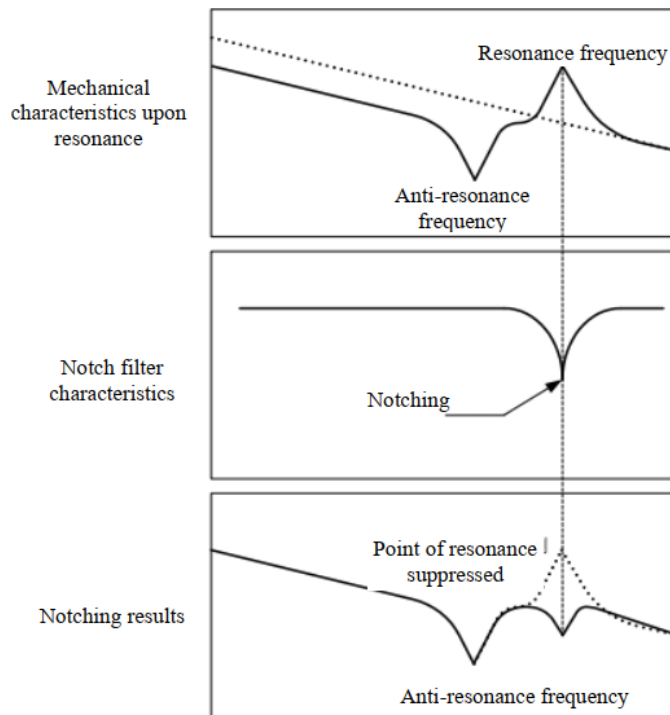 Mechanical
characteristics upon
resonance
Resonance frequency
Anti-resonance
frequency
Notch filter
characteristics
Notching
Notching results
Point of resonance
suppressed
Anti-resonance frequency